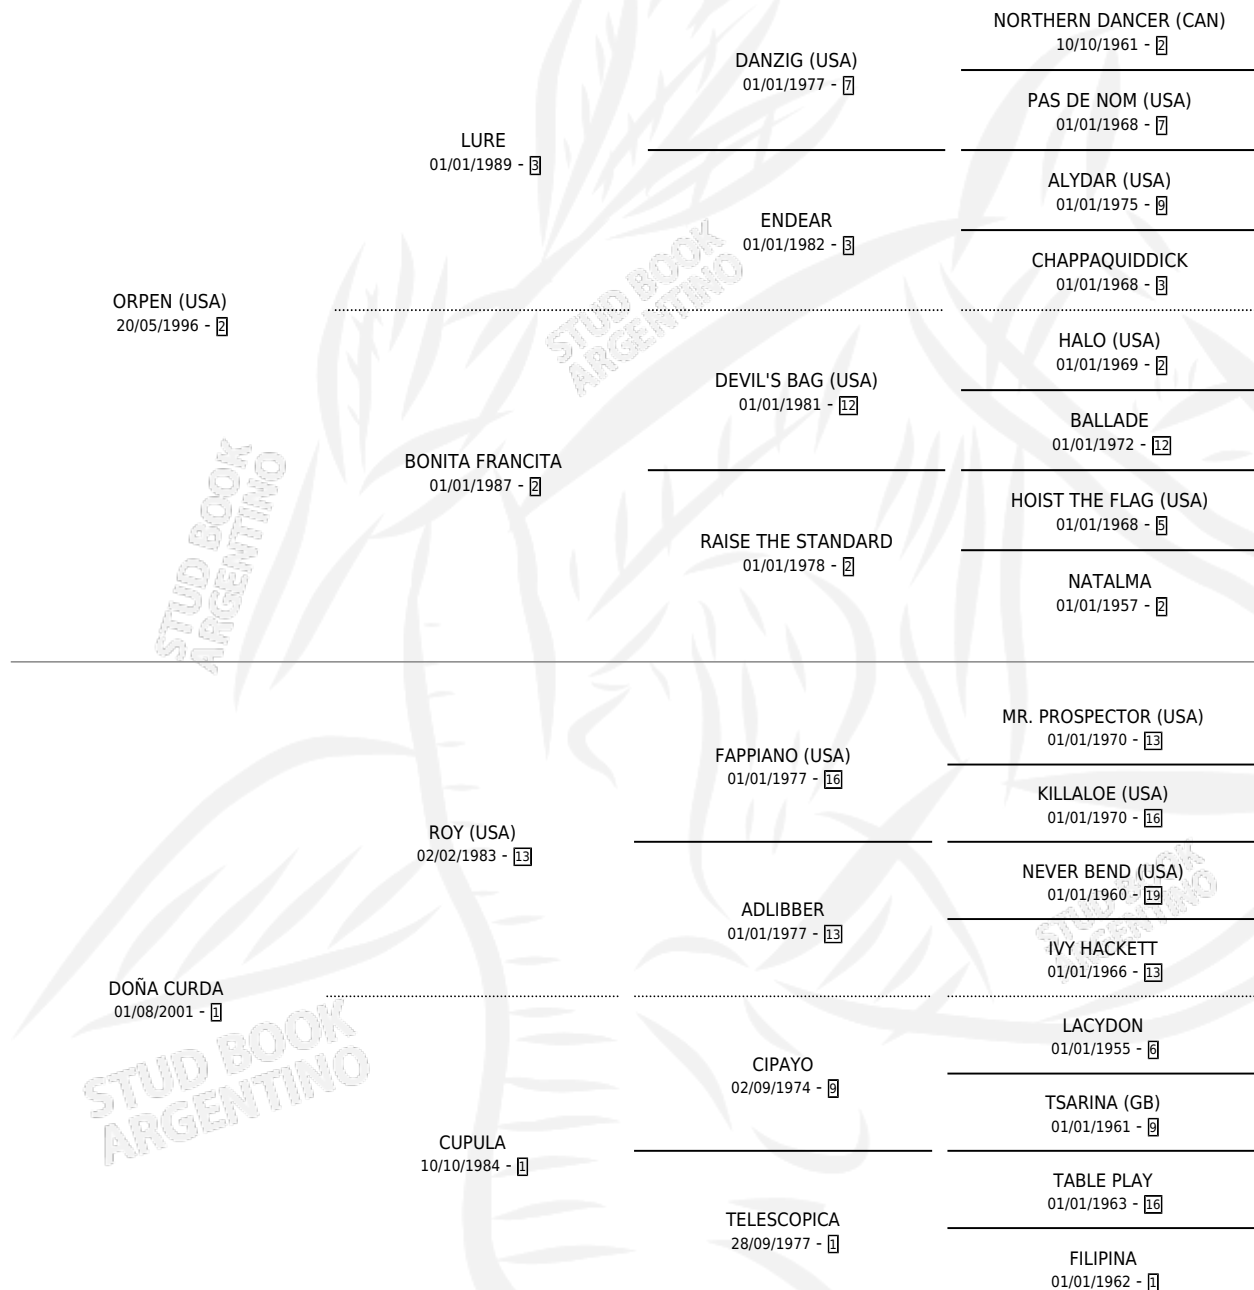 NORTHERN DANCER (CAN)
10/10/1961 - 2
DANZIG (USA)
01/01/1977 - 7
PAS DE NOM (USA)
01/01/1968 - 7
LURE
01/01/1989 - 3
ALYDAR (USA)
01/01/1975 - 9
ENDEAR
01/01/1982 - 3
CHAPPAQUIDDICK
01/01/1968 - 3
ORPEN (USA)
20/05/1996 - 2
HALO (USA)
01/01/1969 - 2
DEVIL'S BAG (USA)
01/01/1981 - 12
BALLADE
01/01/1972 - 12
BONITA FRANCITA
01/01/1987 - 2
HOIST THE FLAG (USA)
01/01/1968 - 5
RAISE THE STANDARD
01/01/1978 - 2
NATALMA
01/01/1957 - 2
MR. PROSPECTOR (USA)
01/01/1970 - 13
FAPPIANO (USA)
01/01/1977 - 16
KILLALOE (USA)
01/01/1970 - 16
ROY (USA)
02/02/1983 - 13
NEVER BEND (USA)
01/01/1960 - 19
ADLIBBER
01/01/1977 - 13
IVY HACKETT
01/01/1966 - 13
DOÑA CURDA
01/08/2001 - 1
LACYDON
01/01/1955 - 6
CIPAYO
02/09/1974 - 9
TSARINA (GB)
01/01/1961 - 9
CUPULA
10/10/1984 - 1
TABLE PLAY
01/01/1963 - 16
TELESCOPICA
28/09/1977 - 1
FILIPINA
01/01/1962 - 1
STUD BOOK
ARGENTINO
STUD BOOK
ARGENTINO
STUD BOOK
ARGENTINO
STUD BOOK
ARGENTINO